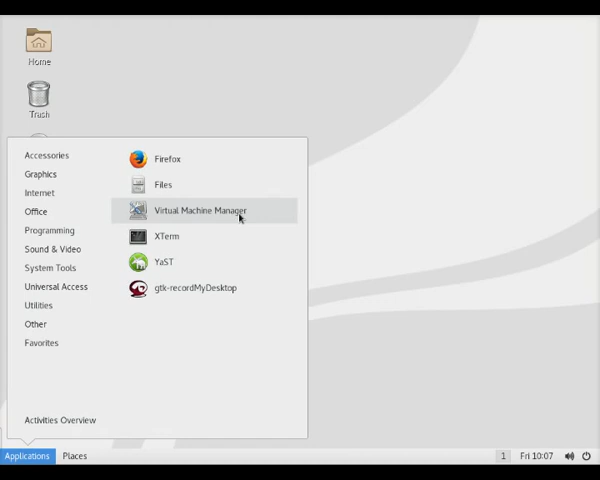 Home
Trash
Accessories
Graphics
Internet
Office
Programming
Sound & Video
System Tools
Universal Access
Utilities
Other
Favorites
Activities Overview
Firefox
Files
Virtual Machine Manager
XTerm
YaST
gtk-recordMyDesktop
Applications
Places
1
Fri 10:07